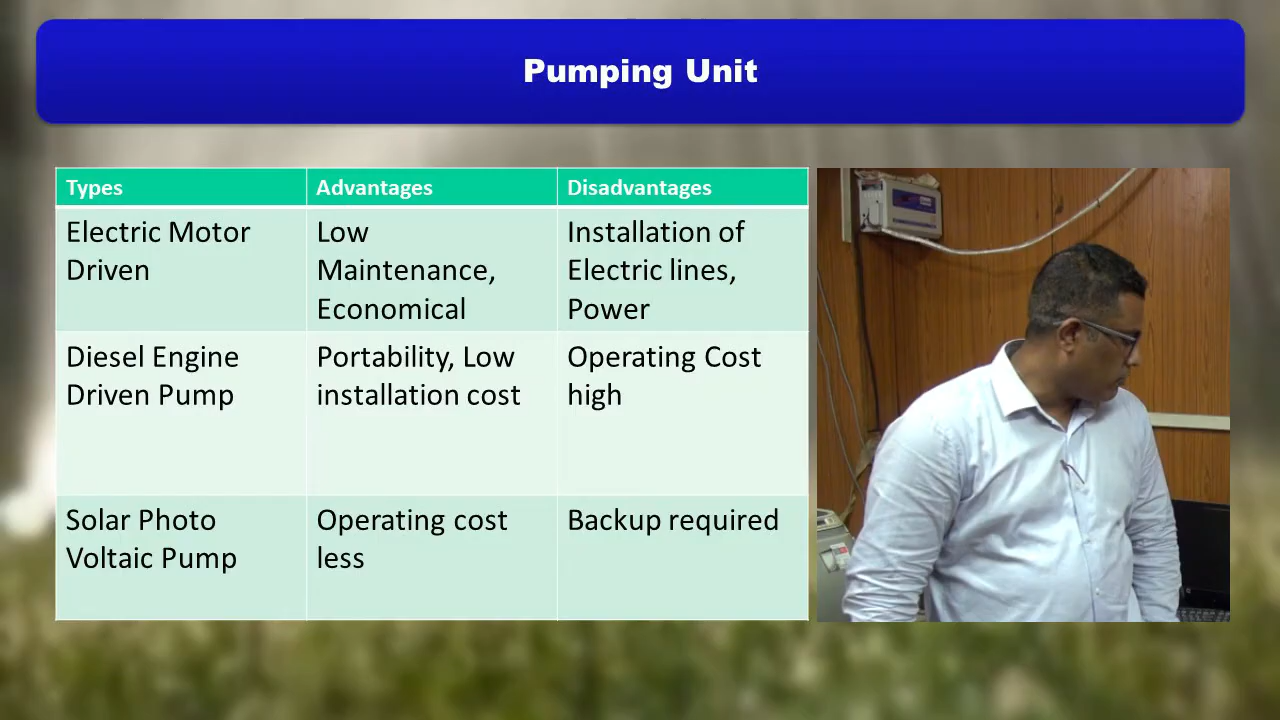 Pumping Unit
Types Advantages Disadvantages
Electric Motor
Driven
Low
Maintenance,
Economical
Installation of
Electric lines,
Power
Diesel Engine
Driven Pump
Portability, Low
installation cost
Operating Cost
high
Solar Photo
Voltaic Pump
Operating cost
less
Backup required